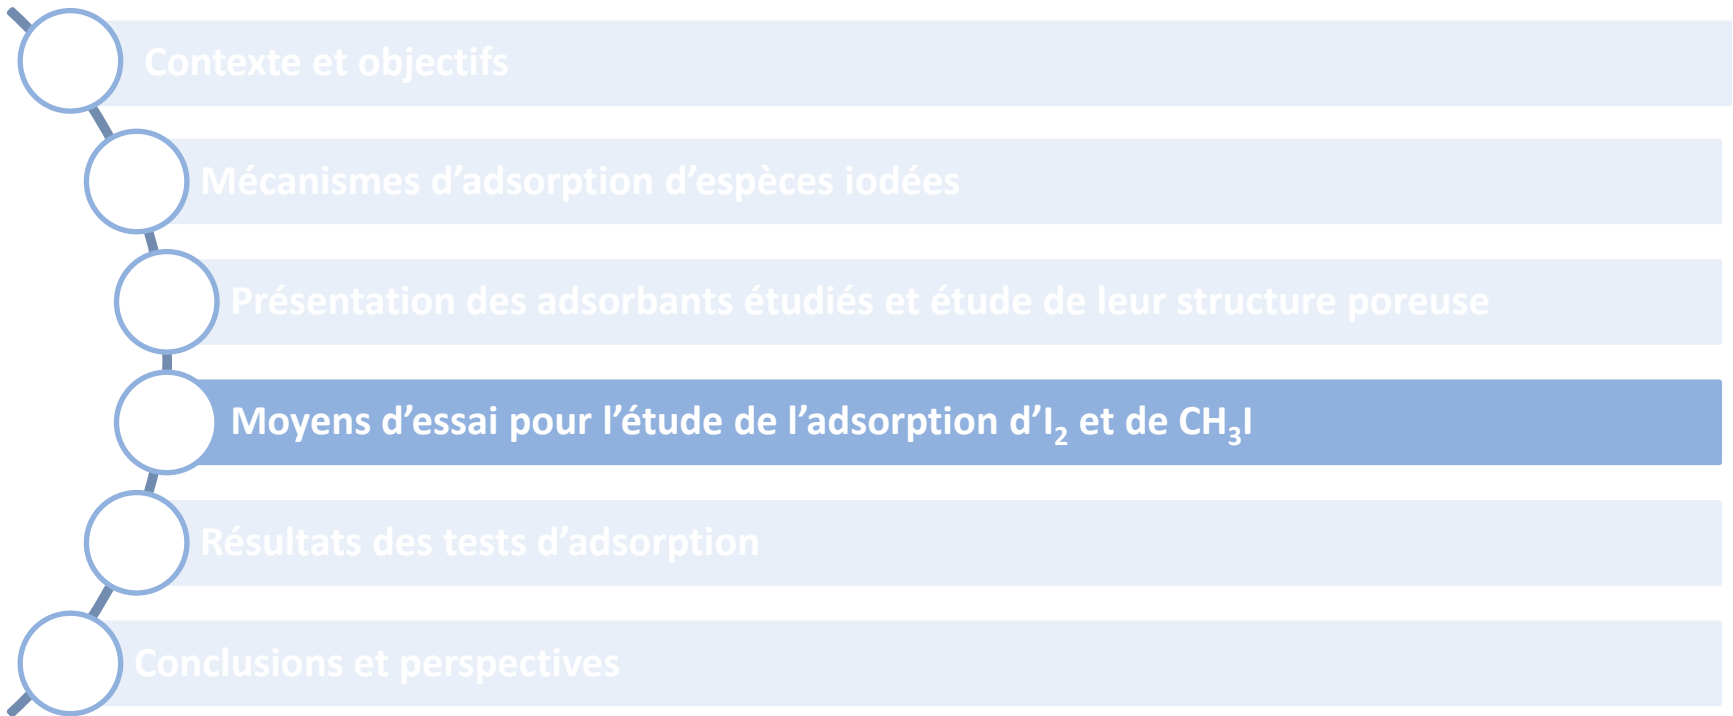 Contexte et objectifs
Mécanismes d’adsorption d’espèces iodées
Présentation des adsorbants étudiés et étude de leur structure poreuse
Moyens d’essai pour l’étude de l’adsorption d’I₂ et de CH₃I
Résultats des tests d’adsorption
Conclusions et perspectives